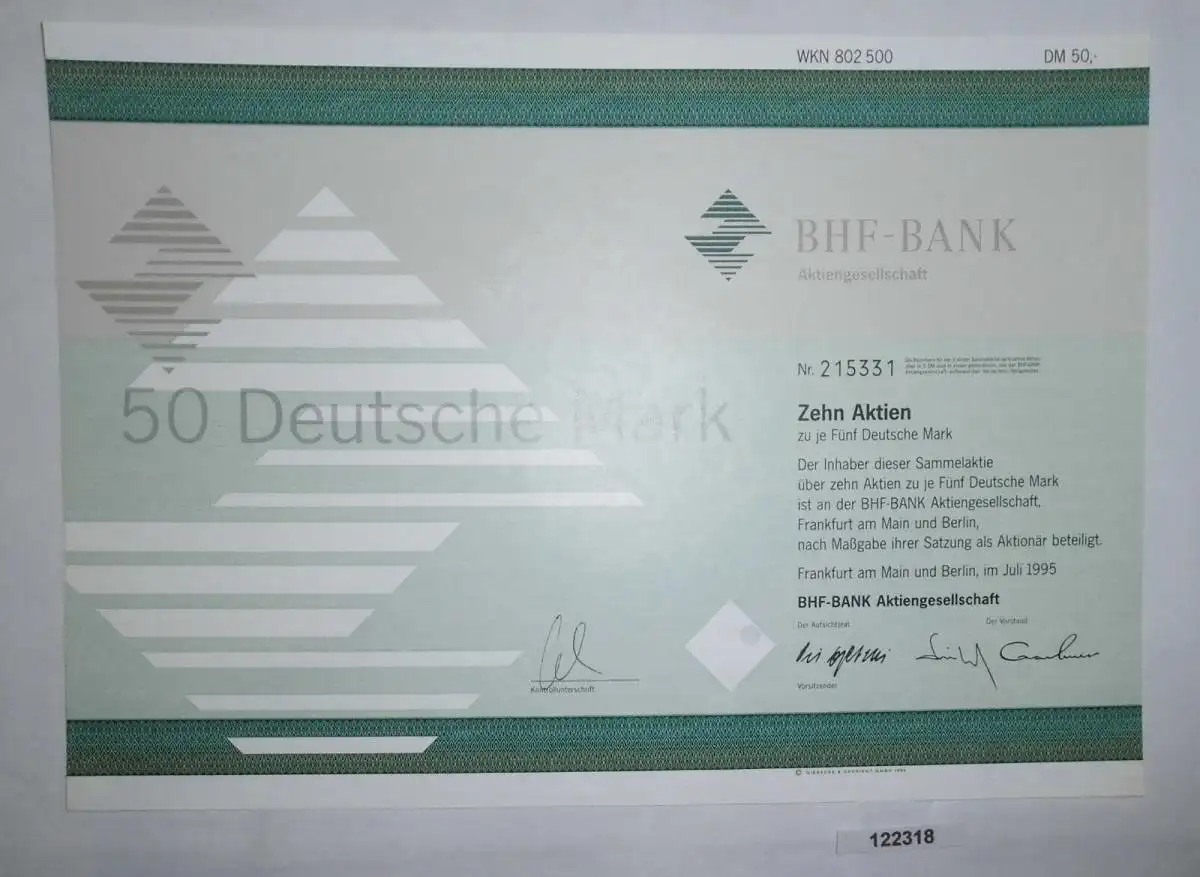 WKN 802 500 DM 50,-
BHF-BANK
Aktiengesellschaft
50 Deutsche Mark
Nr. 215331
Zehn Aktien
zu je Fünf Deutsche Mark
Der Inhaber dieser Sammelaktie
über zehn Aktien zu je Fünf Deutsche Mark
ist an der BHF-BANK Aktiengesellschaft,
Frankfurt am Main und Berlin,
nach Maßgabe ihrer Satzung als Aktionär beteiligt.
Frankfurt am Main und Berlin, im Juli 1995
BHF-BANK Aktiengesellschaft
Der Aufsichtsrat Der Vorstand
Vorsitzender
Kontrollunterschrift
122318